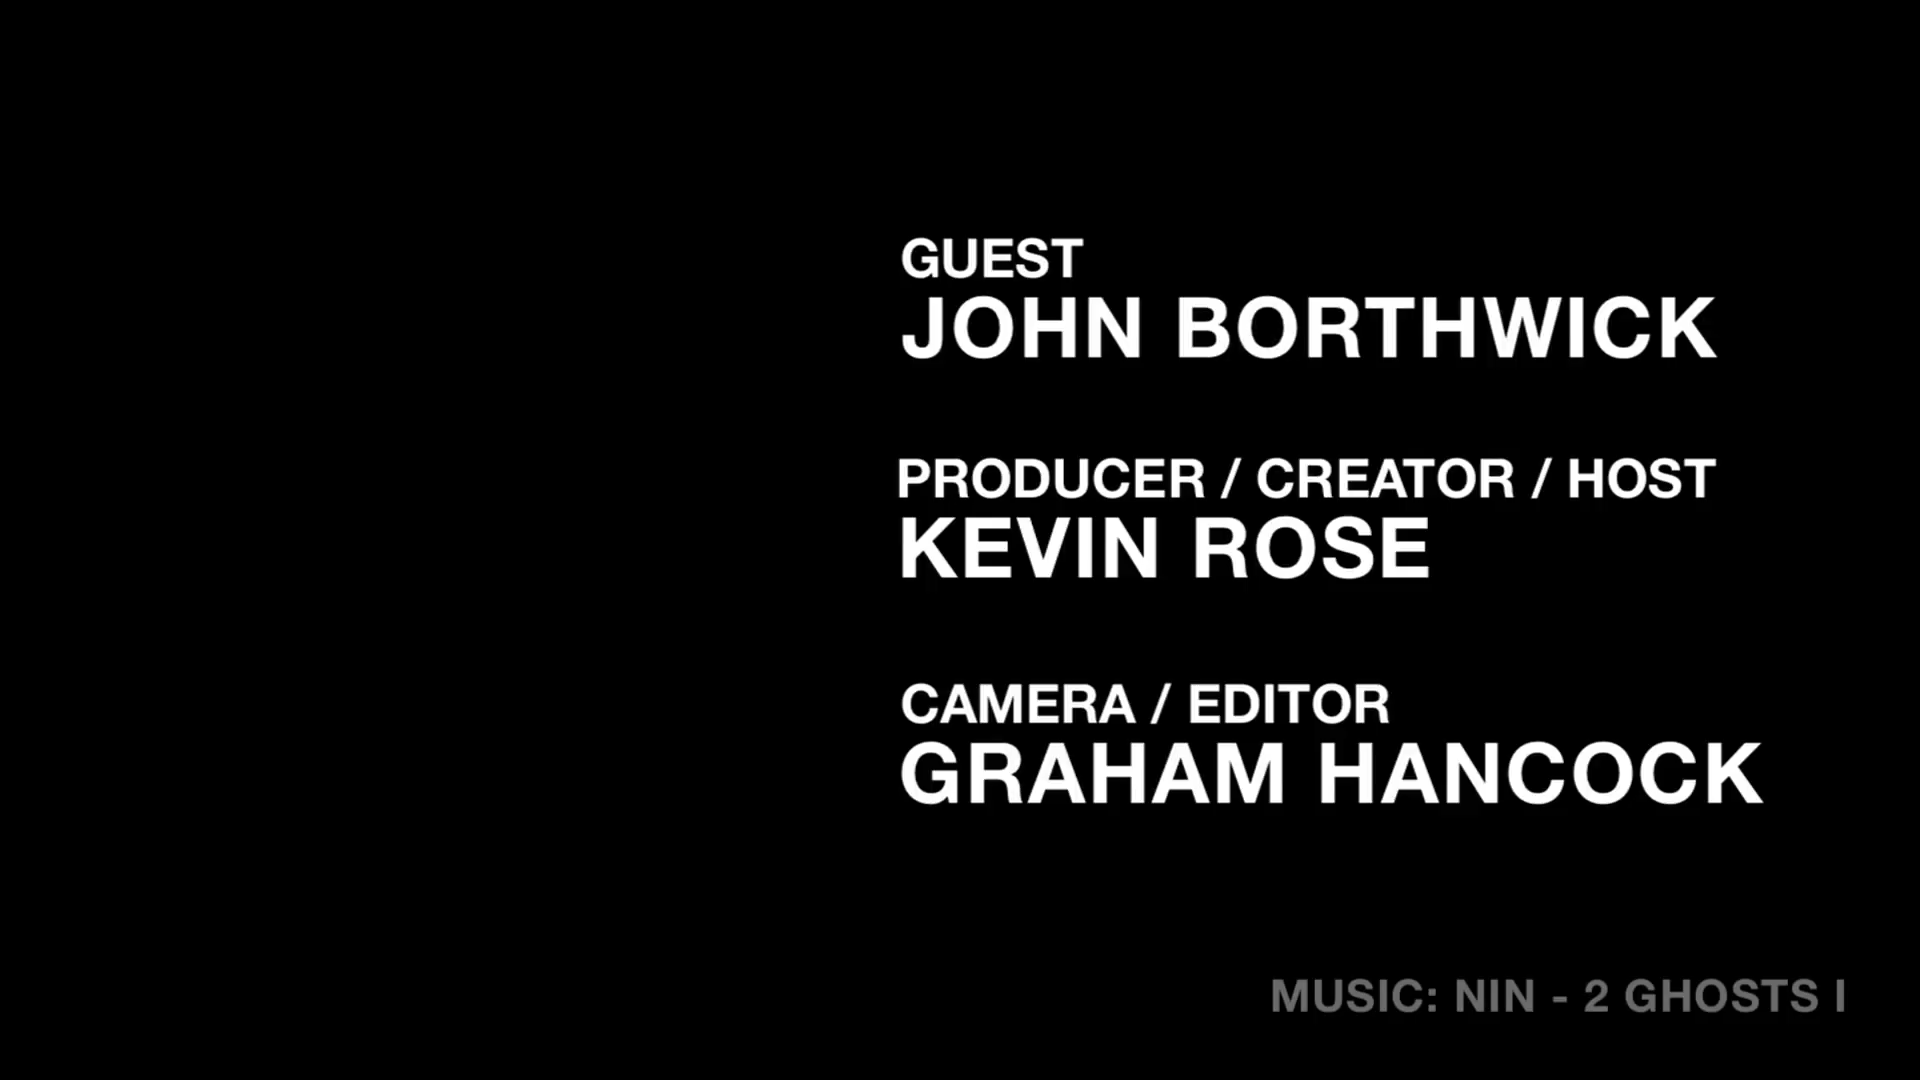 GUEST
JOHN BORTHWICK
PRODUCER / CREATOR / HOST
KEVIN ROSE
CAMERA / EDITOR
GRAHAM HANCOCK
MUSIC: NIN - 2 GHOSTS I